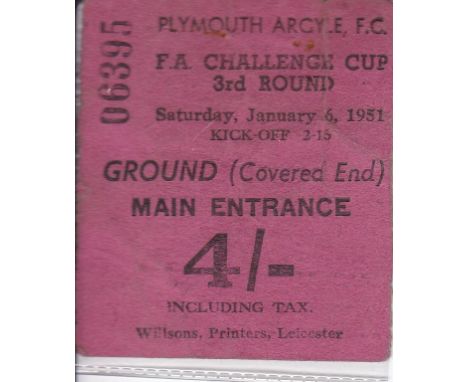 06395
PLYMOUTH ARGYLE, F.C.
F.A. CHALLENGE CUP
3rd ROUND
Saturday, January 6, 1951
KICK-OFF 2-15
GROUND (Covered End)
MAIN ENTRANCE
4/-
INCLUDING TAX.
Willsons, Printers, Leicester